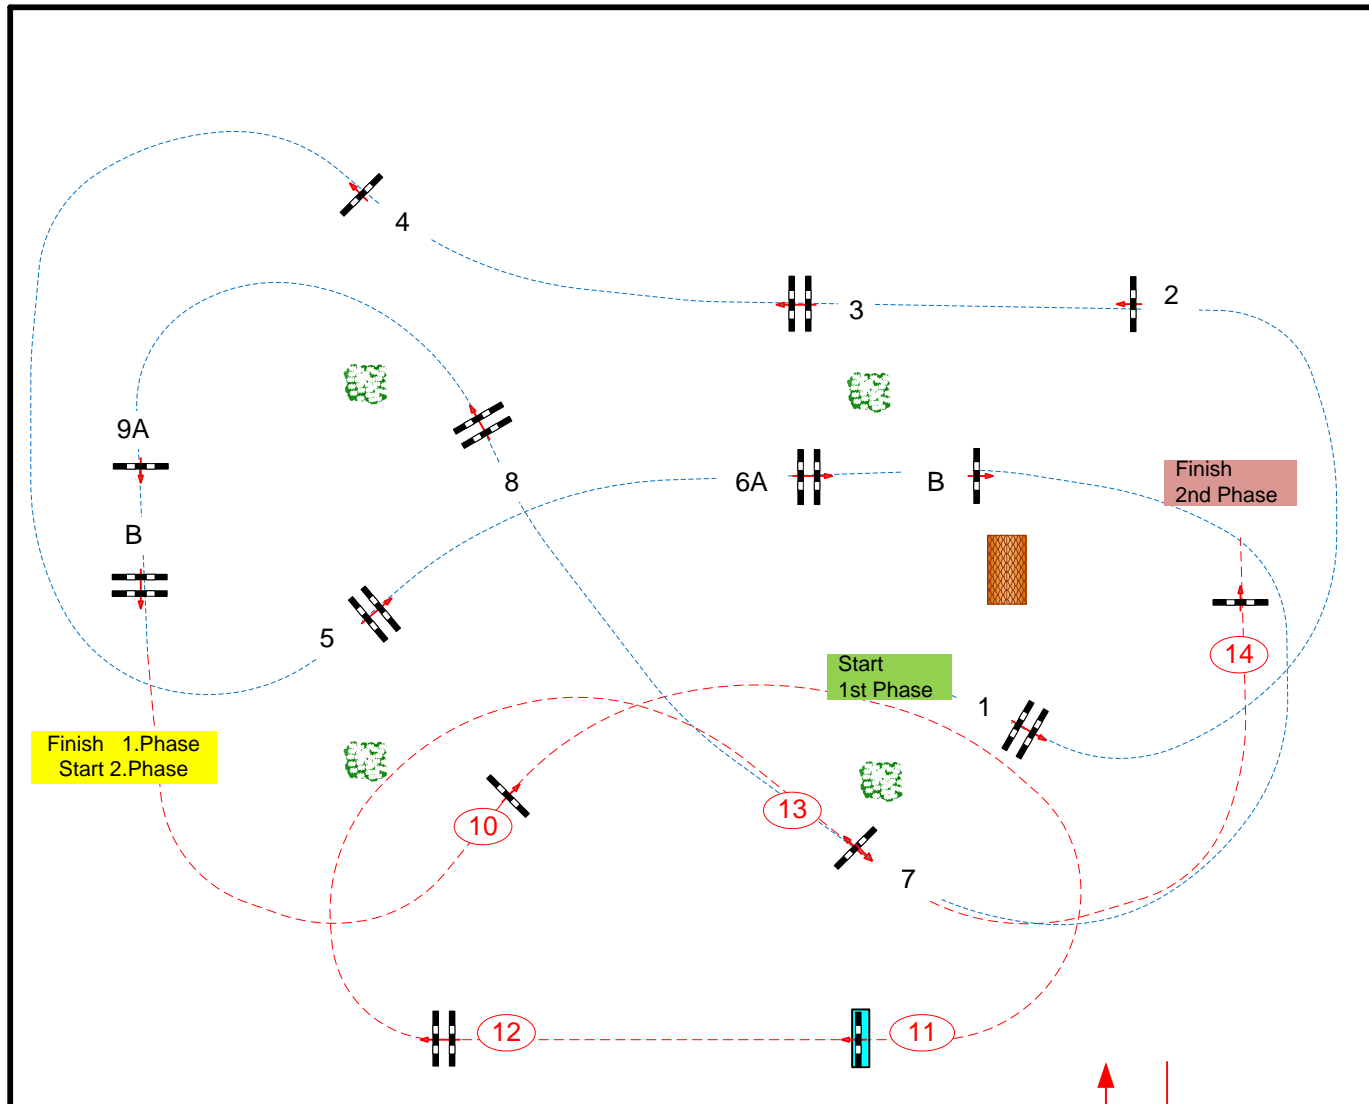 4
3
2
9A
8
6A
B
Finish
2nd Phase
B
5
14
Start
1st Phase
1
Finish 1.Phase
Start 2.Phase
10
13
7
12
11